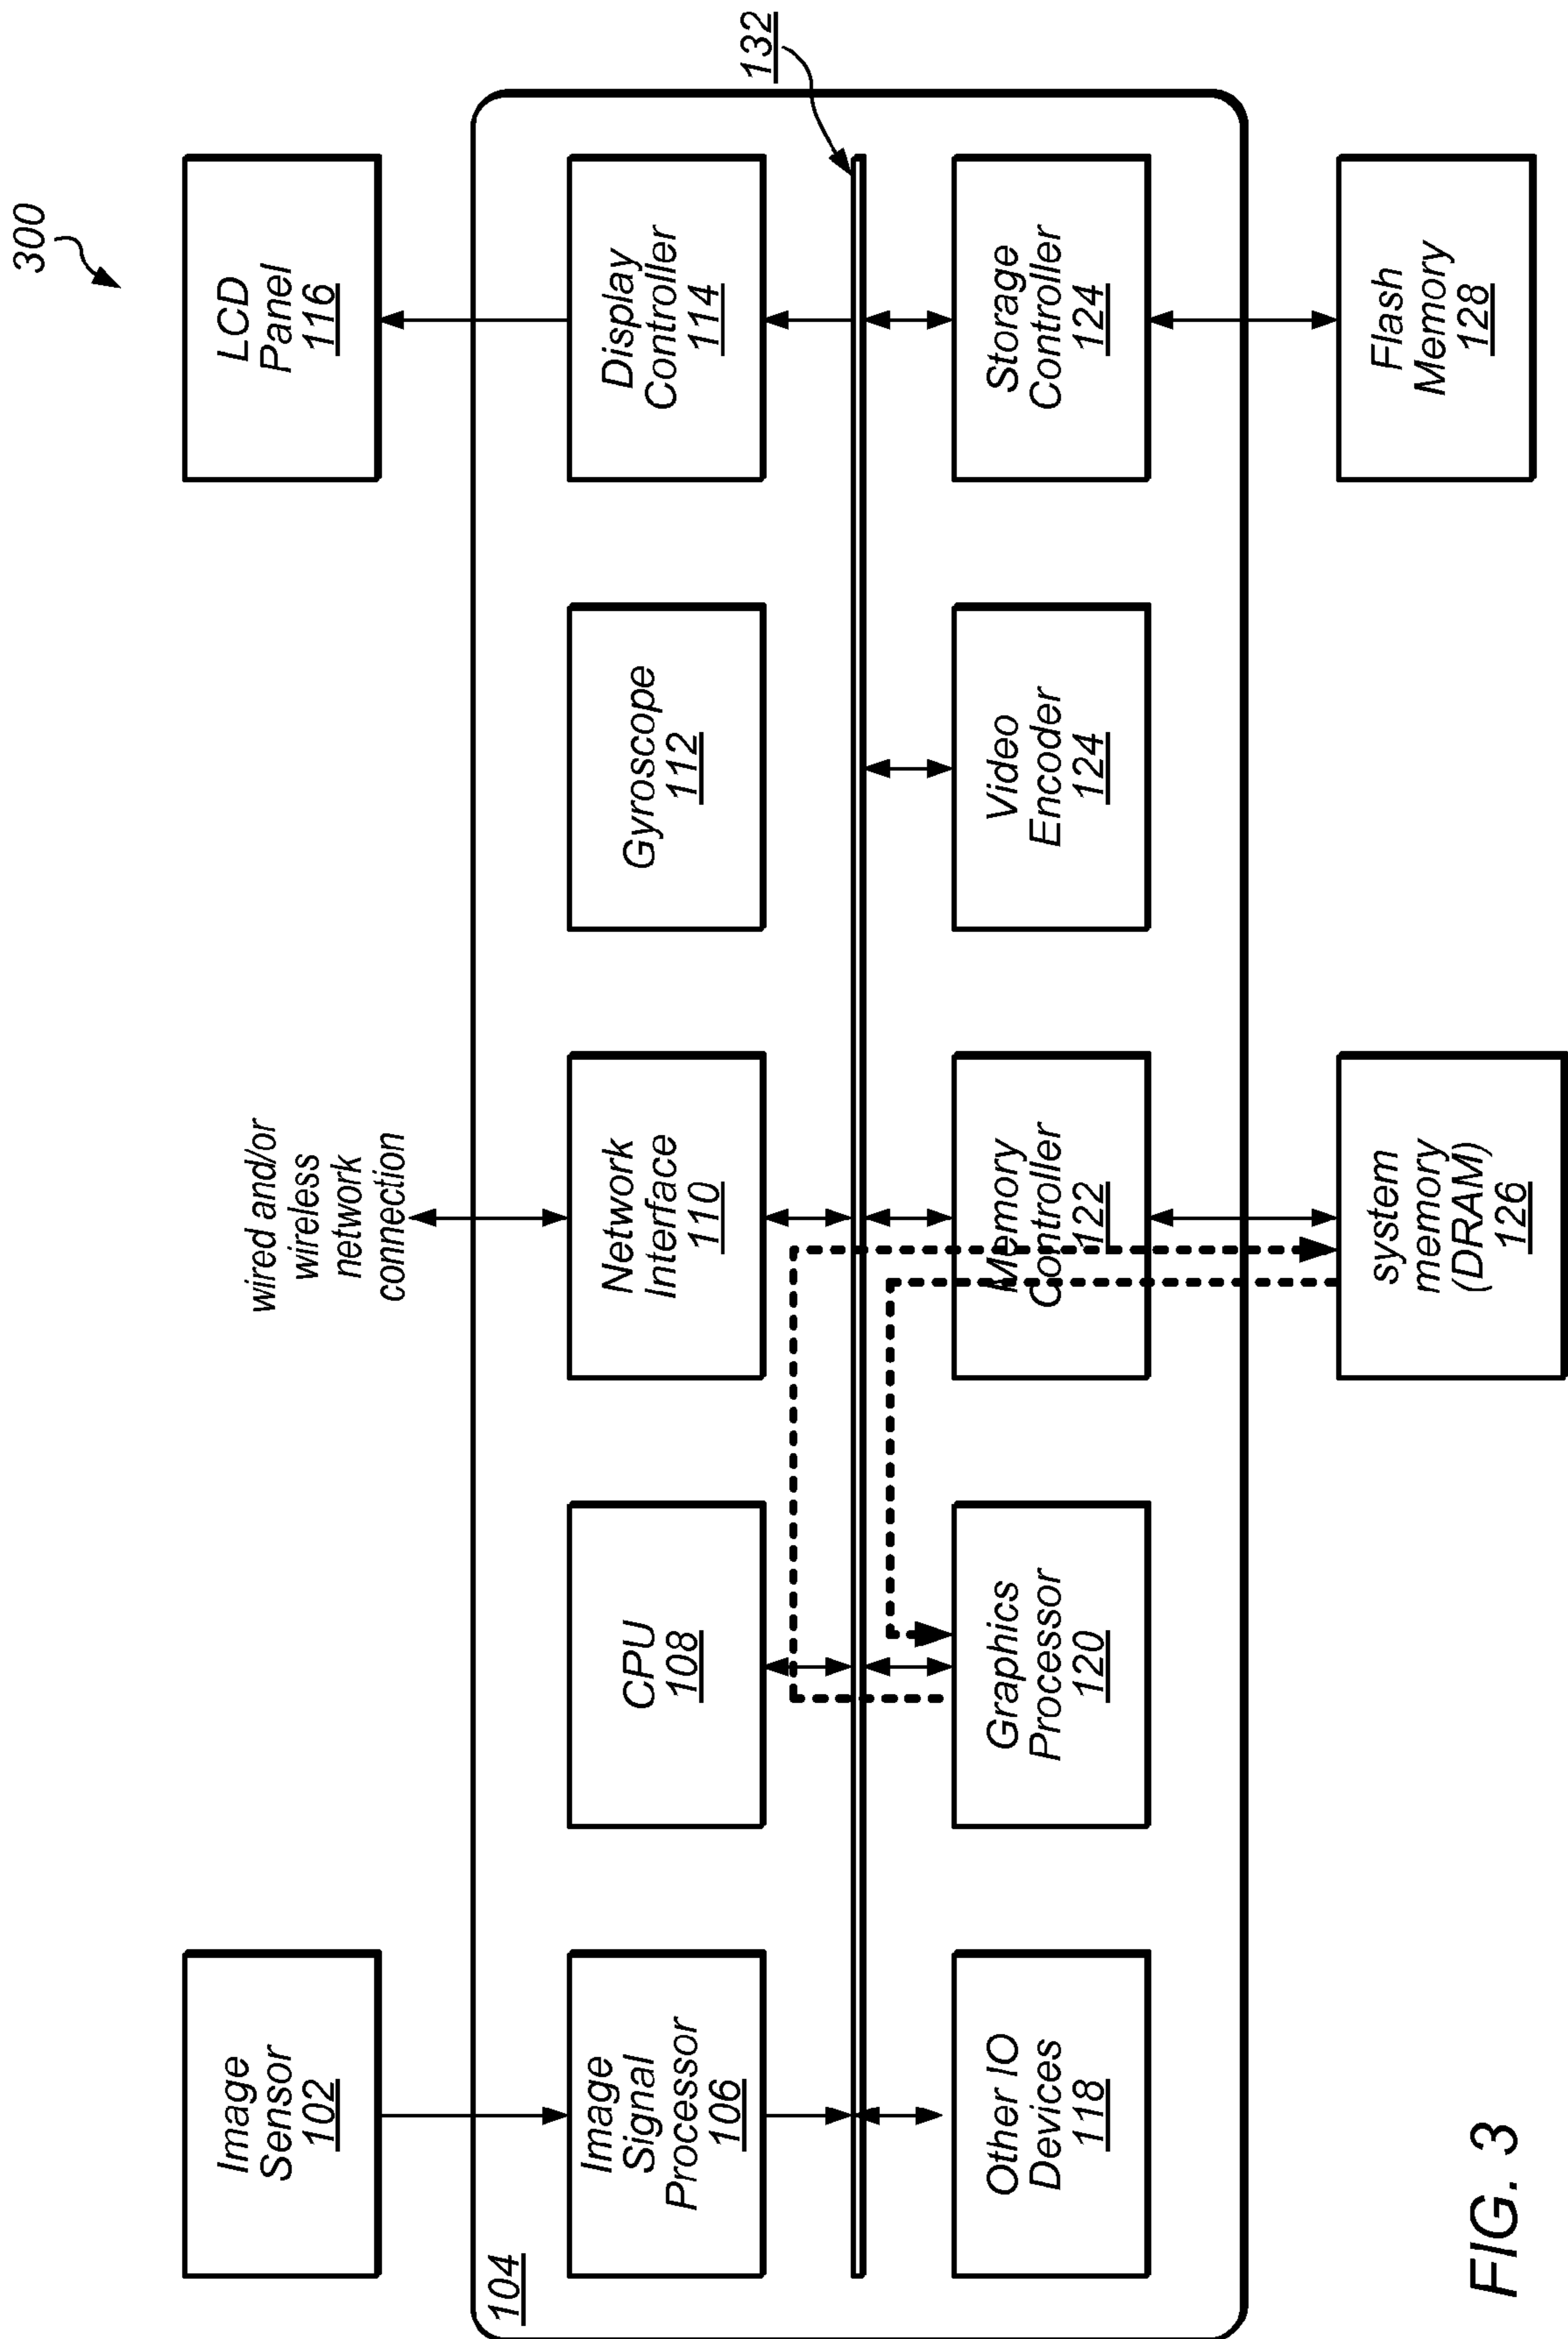 300
Image
Sensor
102
wired and/or
wireless
network
connection
LCD
Panel
116
104
Image
Signal
Processor
106
CPU
108
Network
Interface
110
Gyroscope
112
Display
Controller
114
132
Other IO
Devices
118
Graphics
Processor
120
Memory
Controller
122
Video
Encoder
124
Storage
Controller
124
system
memory
(DRAM)
126
Flash
Memory
128
FIG. 3